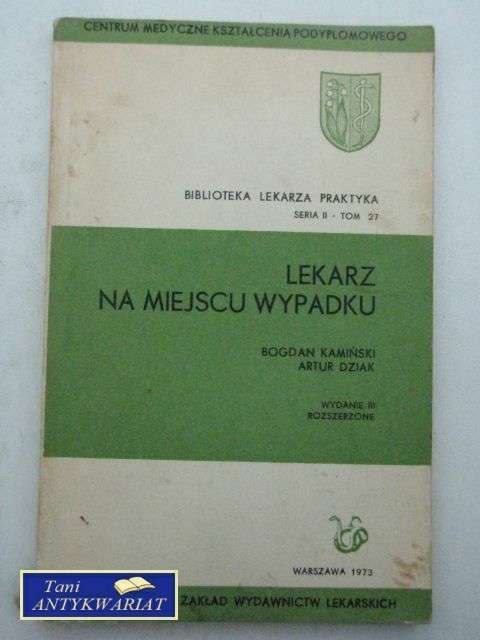 CENTRUM MEDYCZNE KSZTAŁCENIA PODYPLOMOWEGO
BIBLIOTEKA LEKARZA PRAKTYKA
SERIA II - TOM 27
LEKARZ
NA MIEJSCU WYPADKU
BOGDAN KAMIŃSKI
ARTUR DZIAK
WYDANIE III
ROZSZERZONE
WARSZAWA 1973
ZAKŁAD WYDAWNICTW LEKARSKICH
Tani
ANTYKWARIAT